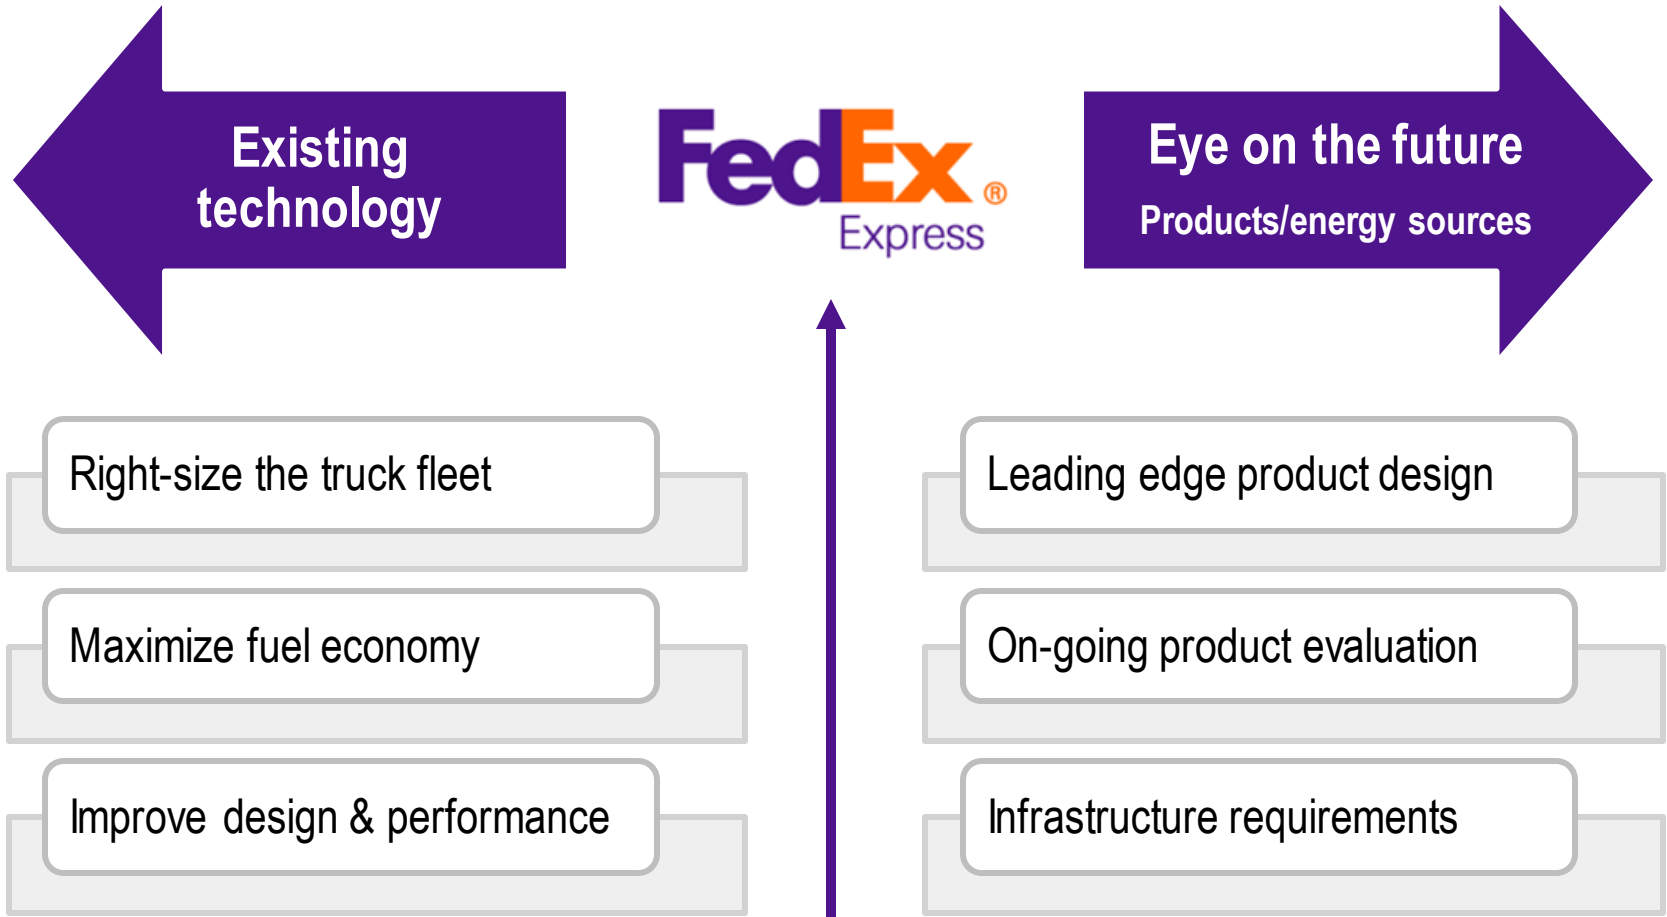 Existing
technology
FedEx®
Express
Eye on the future
Products/energy sources
Right-size the truck fleet
Maximize fuel economy
Improve design & performance
Leading edge product design
On-going product evaluation
Infrastructure requirements